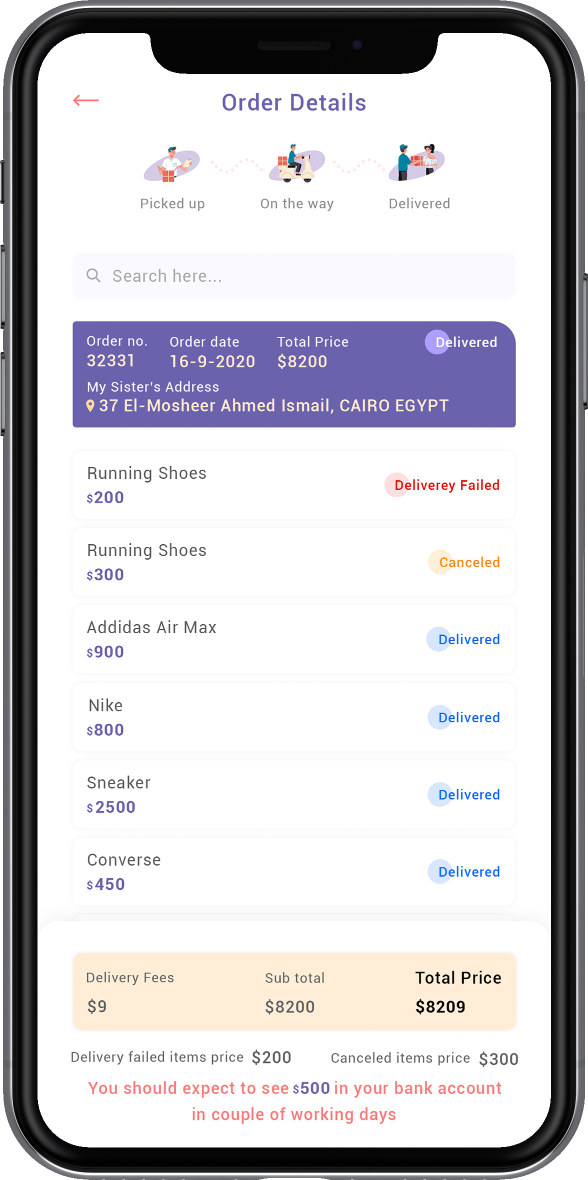 Order Details
Picked up
On the way
Delivered
Search here...
Order no.
Order date
Total Price
Delivered
32331
16-9-2020
$8200
My Sister's Address
37 El-Mosheer Ahmed Ismail, CAIRO EGYPT
Running Shoes
$200
Deliverey Failed
Running Shoes
$300
Canceled
Addidas Air Max
$900
Delivered
Nike
$800
Delivered
Sneaker
$2500
Delivered
Converse
$450
Delivered
Delivery Fees
Sub total
Total Price
$9
$8200
$8209
Delivery failed items price $200
Canceled items price $300
You should expect to see $500 in your bank account
in couple of working days